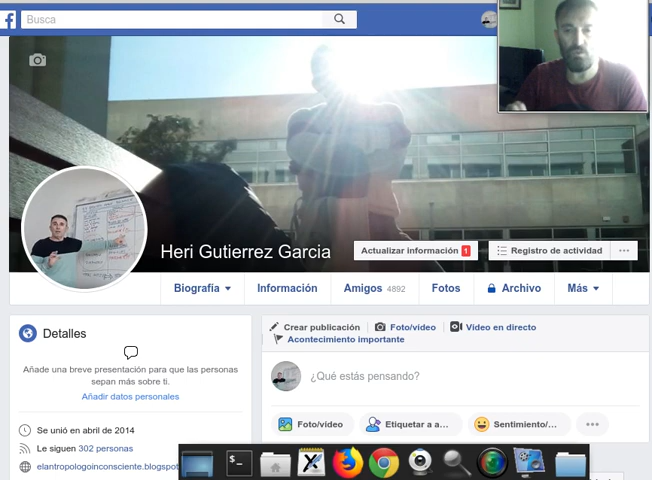 f Busca
Heri Gutierrez Garcia
Actualizar información 1
Registro de actividad
Biografía Información Amigos 4892 Fotos Archivo Más
Detalles
Añade una breve presentación para que las personas
sepan más sobre ti.
Añadir datos personales
Se unió en abril de 2014
Le siguen 302 personas
elantropologoinconsciente.blogspot
Crear publicación Foto/vídeo Vídeo en directo
Acontecimiento importante
¿Qué estás pensando?
Foto/vídeo Etiquetar a a... Sentimiento/...